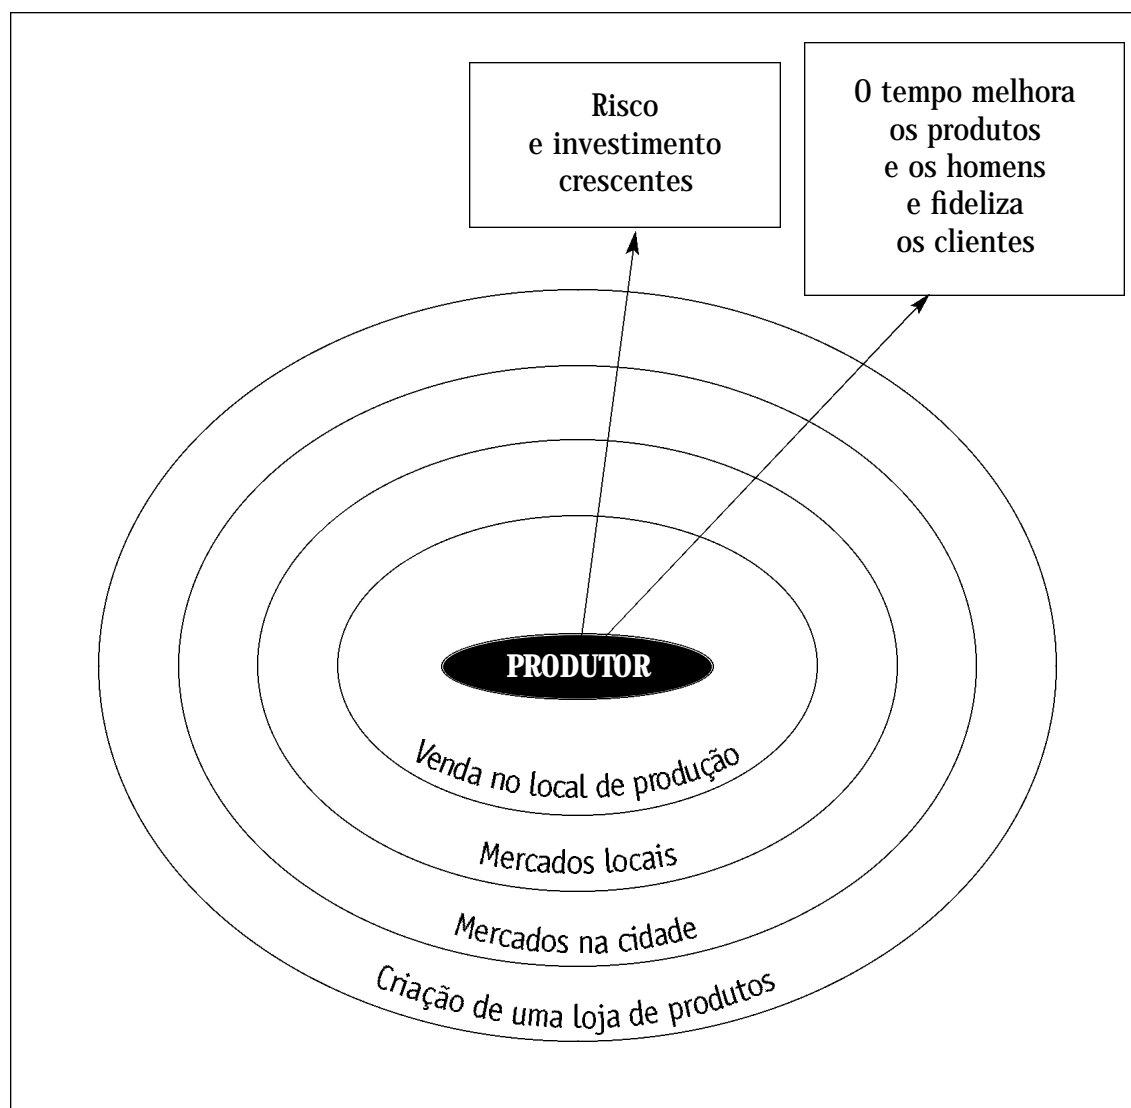 Risco
e investimento
crescentes
O tempo melhora
os produtos
e os homens
e fideliza
os clientes
PRODUTOR
Venda no local de produção
Mercados locais
Mercados na cidade
Criação de uma loja de produtos